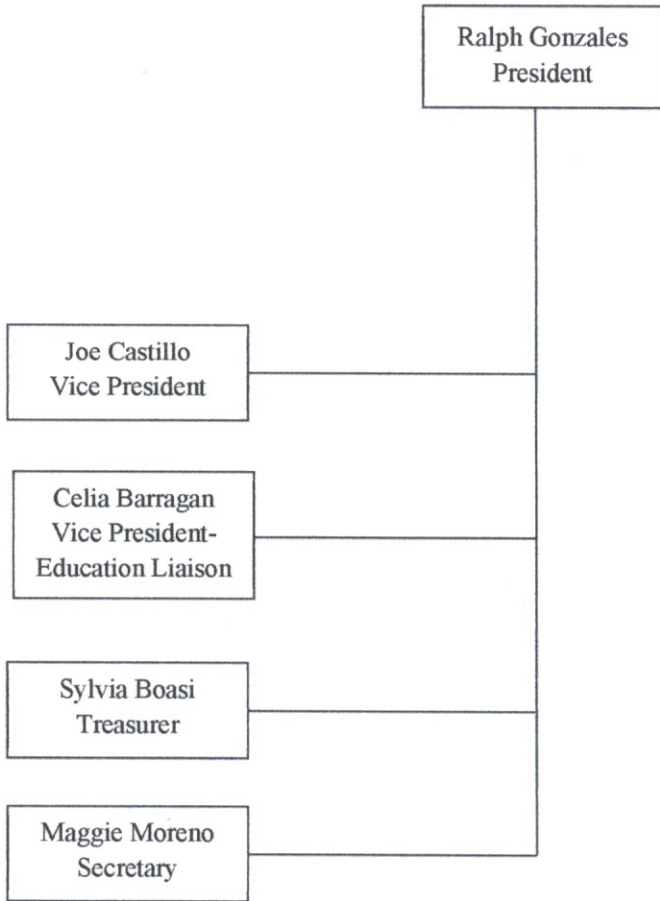 Ralph Gonzales
President
Joe Castillo
Vice President
Celia Barragan
Vice President-
Education Liaison
Sylvia Boasi
Treasurer
Maggie Moreno
Secretary